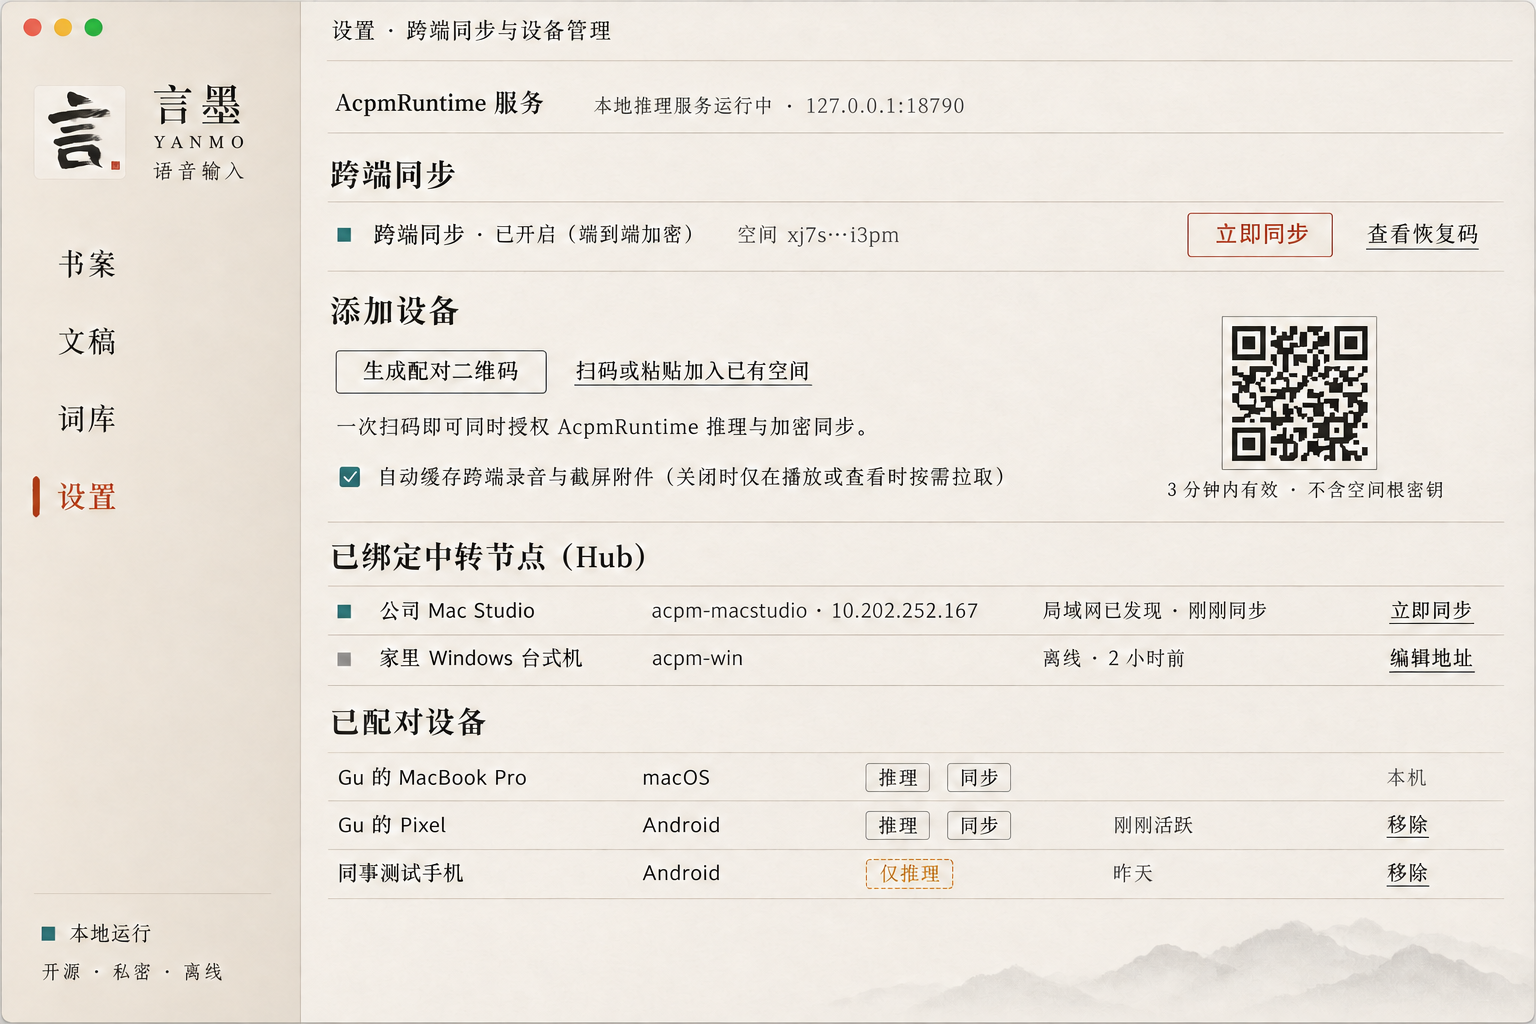 设置 · 跨端同步与设备管理
言
言墨
YANMO
语音输入
书案
文稿
词库
设置
本地运行
开源 · 私密 · 离线
AcpmRuntime 服务 本地推理服务运行中 · 127.0.0.1:18790
跨端同步
跨端同步 · 已开启（端到端加密） 空间 xj7s···i3pm 立即同步 查看恢复码
添加设备
生成配对二维码 扫码或粘贴加入已有空间
一次扫码即可同时授权 AcpmRuntime 推理与加密同步。
自动缓存跨端录音与截屏附件（关闭时仅在播放或查看时按需拉取）
3 分钟内有效 · 不含空间根密钥
已绑定中转节点（Hub）
公司 Mac Studio acpm-macstudio · 10.202.252.167 局域网已发现 · 刚刚同步 立即同步
家里 Windows 台式机 acpm-win 离线 · 2 小时前 编辑地址
已配对设备
Gu 的 MacBook Pro macOS 推理 同步 本机
Gu 的 Pixel Android 推理 同步 刚刚活跃 移除
同事测试手机 Android 仅推理 昨天 移除